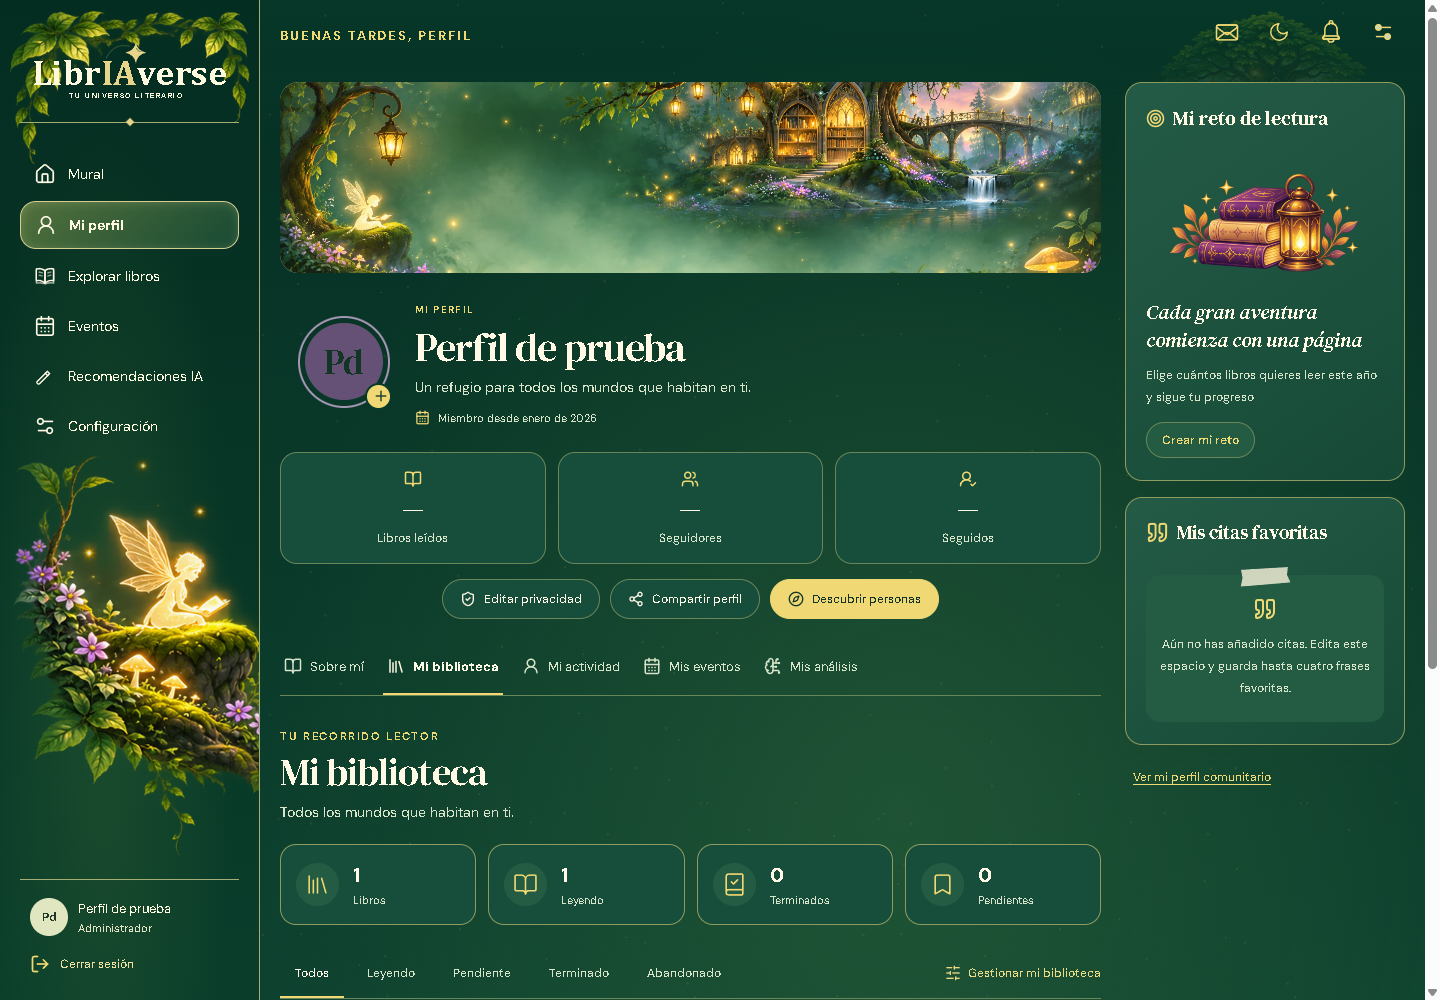 LibrIAverse
TU UNIVERSO LITERARIO
Mural
Mi perfil
Explorar libros
Eventos
Recomendaciones IA
Configuración
Pd
Perfil de prueba
Administrador
Cerrar sesión
BUENAS TARDES, PERFIL
Pd
MI PERFIL
Perfil de prueba
Un refugio para todos los mundos que habitan en ti.
Miembro desde enero de 2026
—
Libros leídos
—
Seguidores
—
Seguidos
Editar privacidad
Compartir perfil
Descubrir personas
Sobre mí
Mi biblioteca
Mi actividad
Mis eventos
Mis análisis
TU RECORRIDO LECTOR
Mi biblioteca
Todos los mundos que habitan en ti.
1
Libros
1
Leyendo
0
Terminados
0
Pendientes
Todos
Leyendo
Pendiente
Terminado
Abandonado
Gestionar mi biblioteca
Mi reto de lectura
Cada gran aventura
comienza con una página
Elige cuántos libros quieres leer este año
y sigue tu progreso
Crear mi reto
Mis citas favoritas
Aún no has añadido citas. Edita este
espacio y guarda hasta cuatro frases
favoritas.
Ver mi perfil comunitario